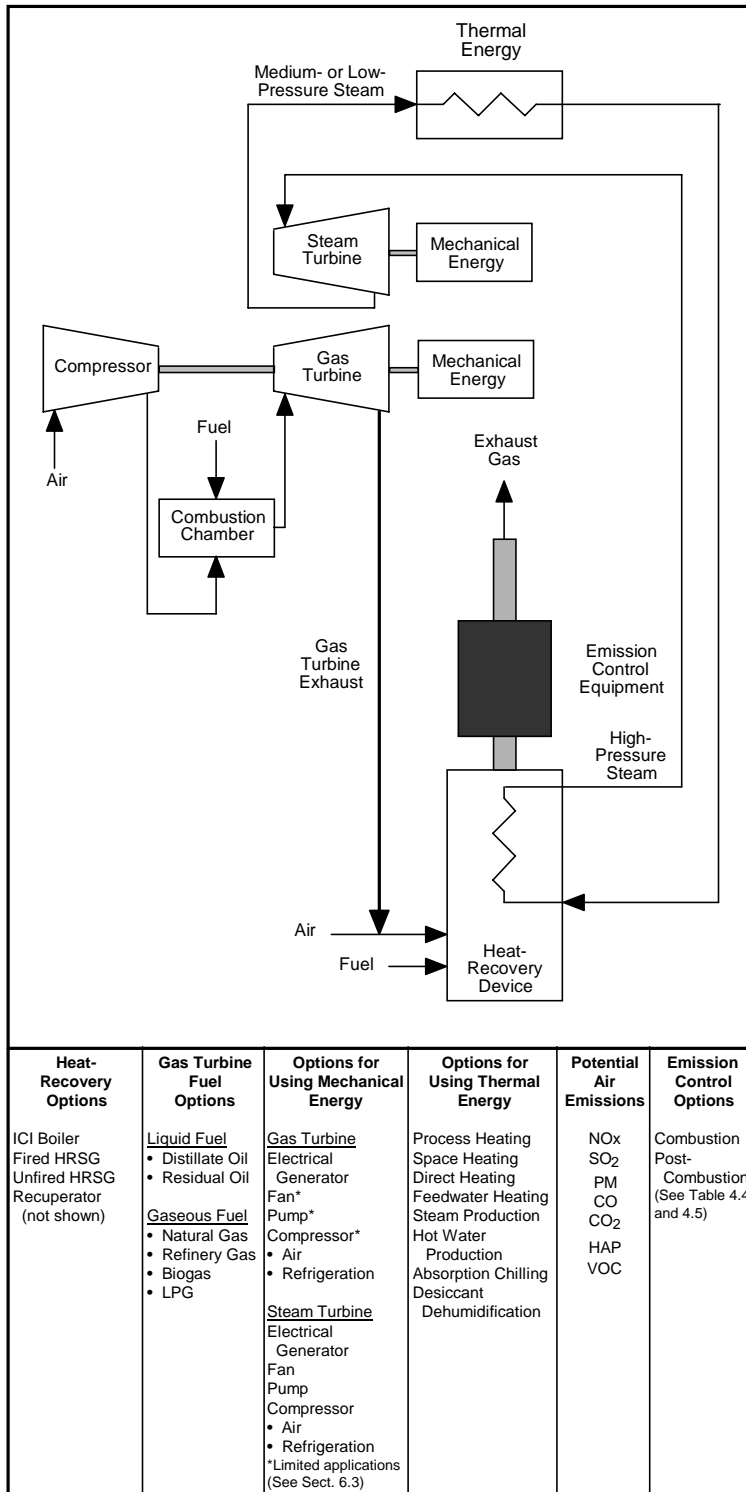 Thermal
Energy
Medium- or Low-
Pressure Steam
Steam
Turbine
Mechanical
Energy
Compressor
Gas
Turbine
Mechanical
Energy
Air
Fuel
Combustion
Chamber
Exhaust
Gas
Gas
Turbine
Exhaust
Emission
Control
Equipment
High-
Pressure
Steam
Air
Fuel
Heat-
Recovery
Device
Heat-
Recovery
Options
ICI Boiler
Fired HRSG
Unfired HRSG
Recuperator
(not shown)
Gas Turbine
Fuel
Options
Liquid Fuel
• Distillate Oil
• Residual Oil
Gaseous Fuel
• Natural Gas
• Refinery Gas
• Biogas
• LPG
Options for
Using Mechanical
Energy
Gas Turbine
Electrical
Generator
Fan*
Pump*
Compressor*
• Air
• Refrigeration
Steam Turbine
Electrical
Generator
Fan
Pump
Compressor
• Air
• Refrigeration
*Limited applications
(See Sect. 6.3)
Options for
Using Thermal
Energy
Process Heating
Space Heating
Direct Heating
Feedwater Heating
Steam Production
Hot Water
Production
Absorption Chilling
Desiccant
Dehumidification
Potential
Air
Emissions
NOx
SO2
PM
CO
CO2
HAP
VOC
Emission
Control
Options
Combustion
Post-
Combustion
(See Table 4.4
and 4.5)